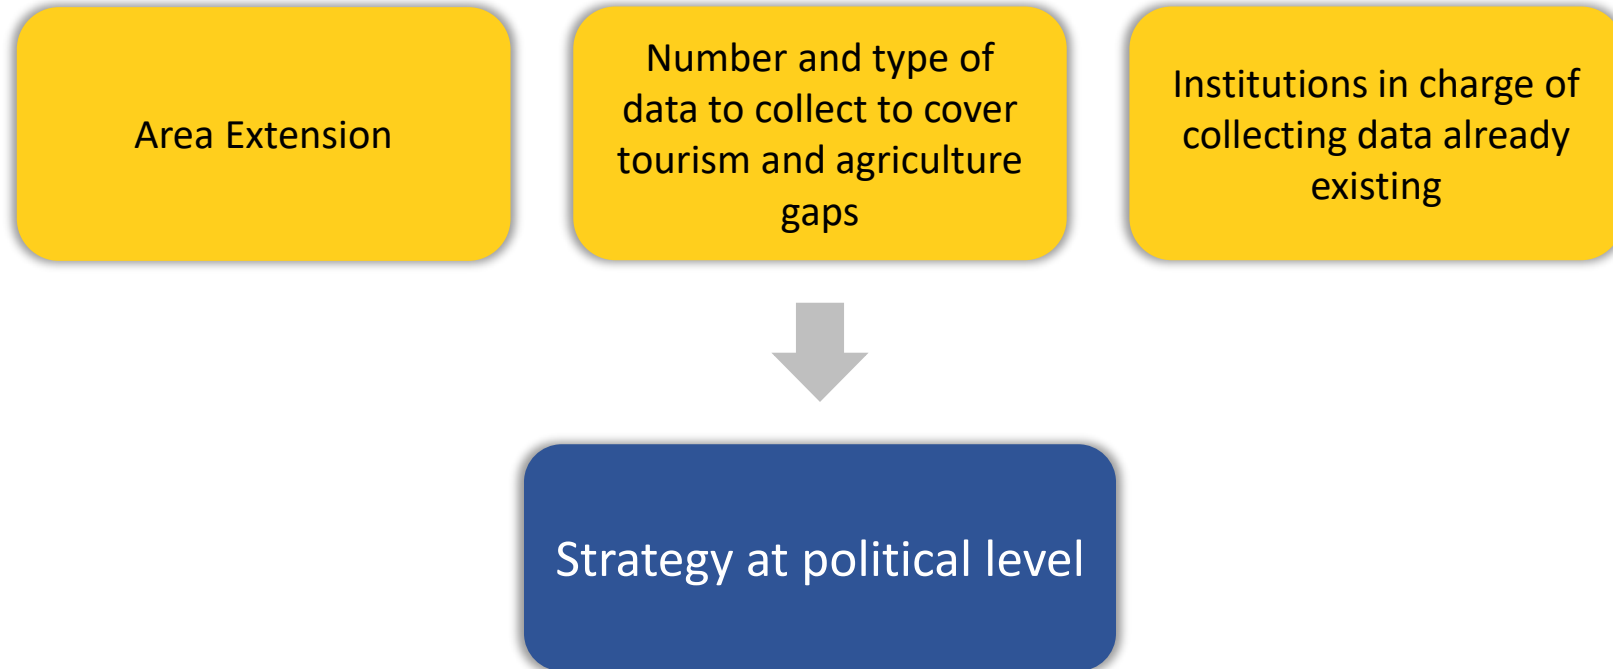 Area Extension
Number and type of
data to collect to cover
tourism and agriculture
gaps
Institutions in charge of
collecting data already
existing
Strategy at political level